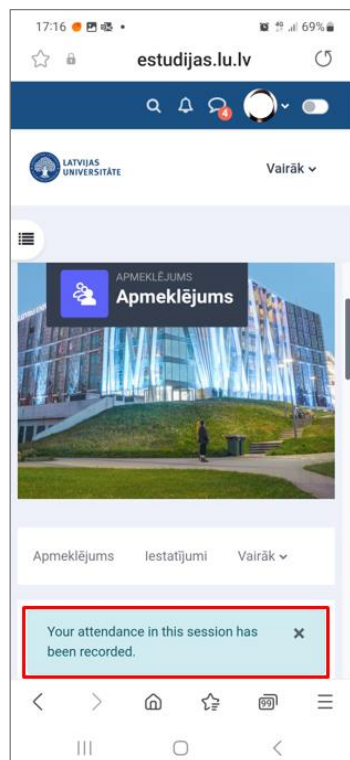 17:16
69%
estudijas.lu.lv
4
LATVIJAS
UNIVERSITĀTE
Vairāk
APMEKLĒJUMS
Apmeklējums
Apmeklējums Iestatījumi Vairāk
Your attendance in this session has
been recorded.
99